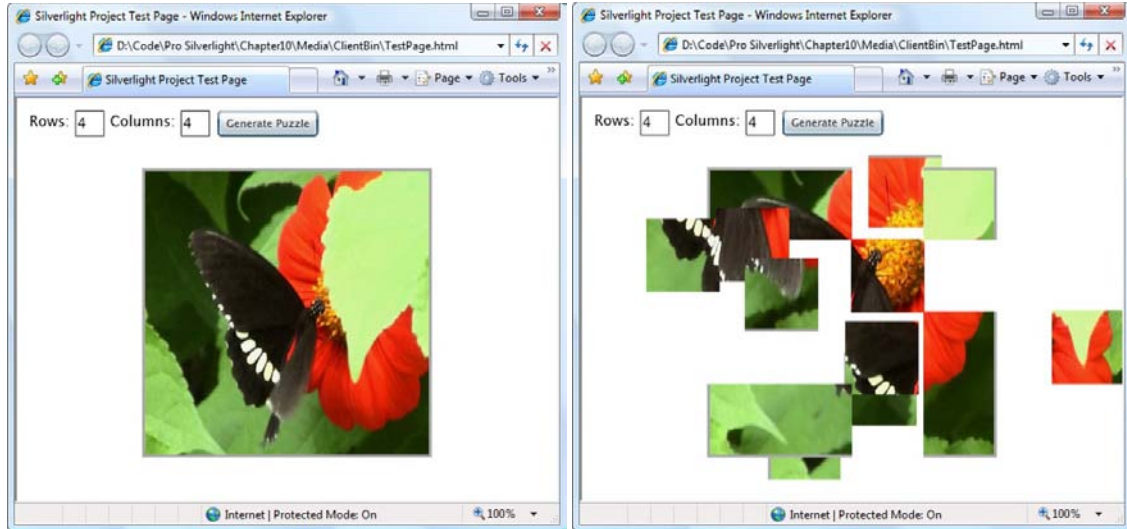 Silverlight Project Test Page - Windows Internet Explorer
D:\Code\Pro Silverlight\Chapter10\Media\ClientBin\TestPage.html
Silverlight Project Test Page
Page Tools »
Rows: 4 Columns: 4 Generate Puzzle
Internet | Protected Mode: On 100%
Silverlight Project Test Page - Windows Internet Explorer
D:\Code\Pro Silverlight\Chapter10\Media\ClientBin\TestPage.html
Silverlight Project Test Page
Page Tools »
Rows: 4 Columns: 4 Generate Puzzle
Internet | Protected Mode: On 100%